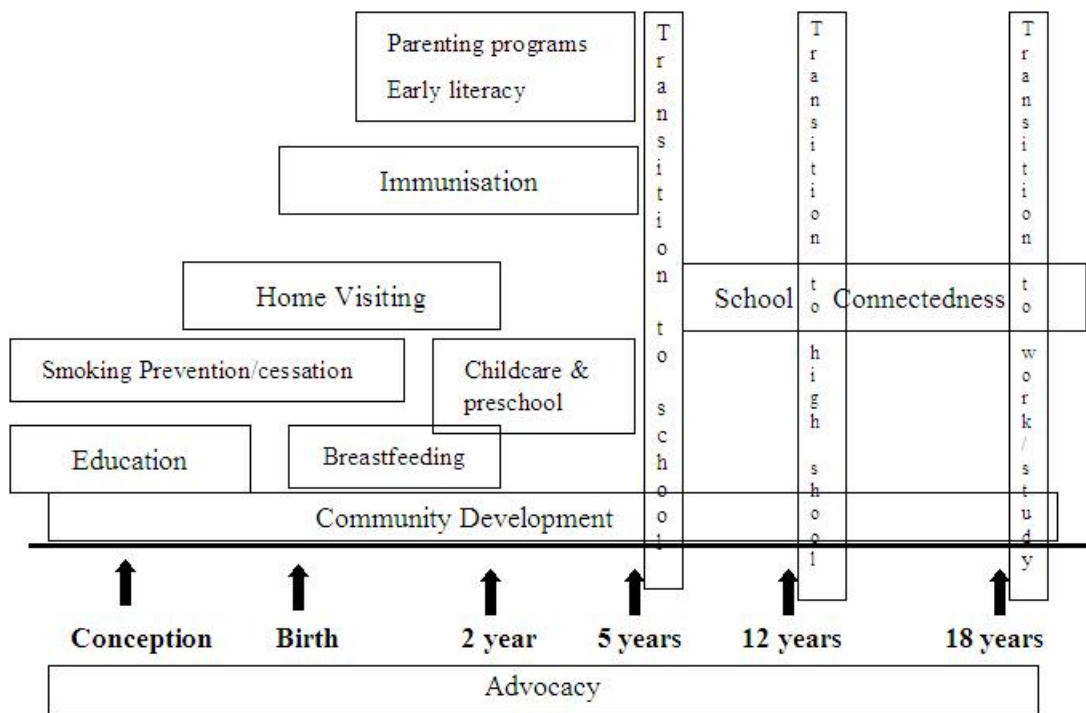 Parenting programs
Early literacy
Immunisation
Home Visiting
School Connectedness
Smoking Prevention/cessation
Childcare &
preschool
Education
Breastfeeding
Community Development
Transition to school
Transition to high shool
Transition to work/study
Conception
Birth
2 year
5 years
12 years
18 years
Advocacy